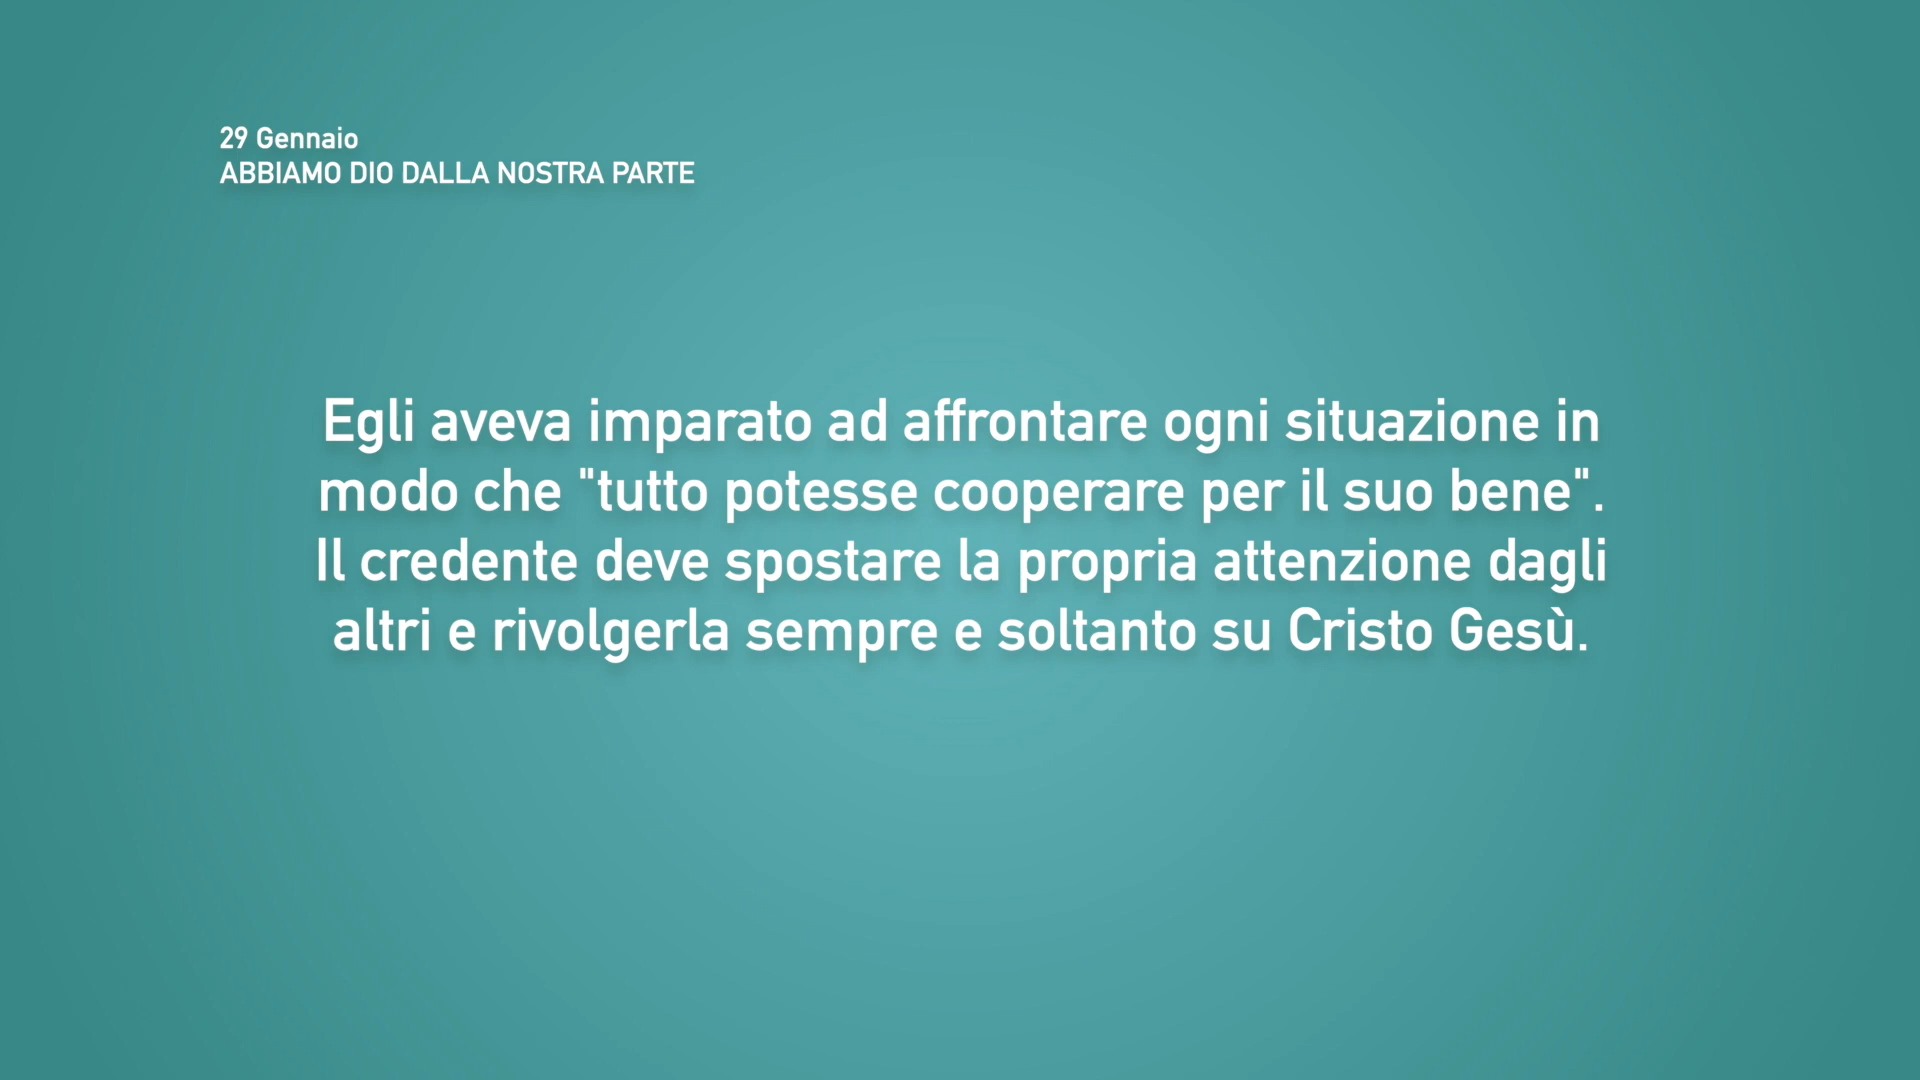 29 Gennaio
ABBIAMO DIO DALLA NOSTRA PARTE
Egli aveva imparato ad affrontare ogni situazione in
modo che "tutto potesse cooperare per il suo bene".
Il credente deve spostare la propria attenzione dagli
altri e rivolgerla sempre e soltanto su Cristo Gesù.